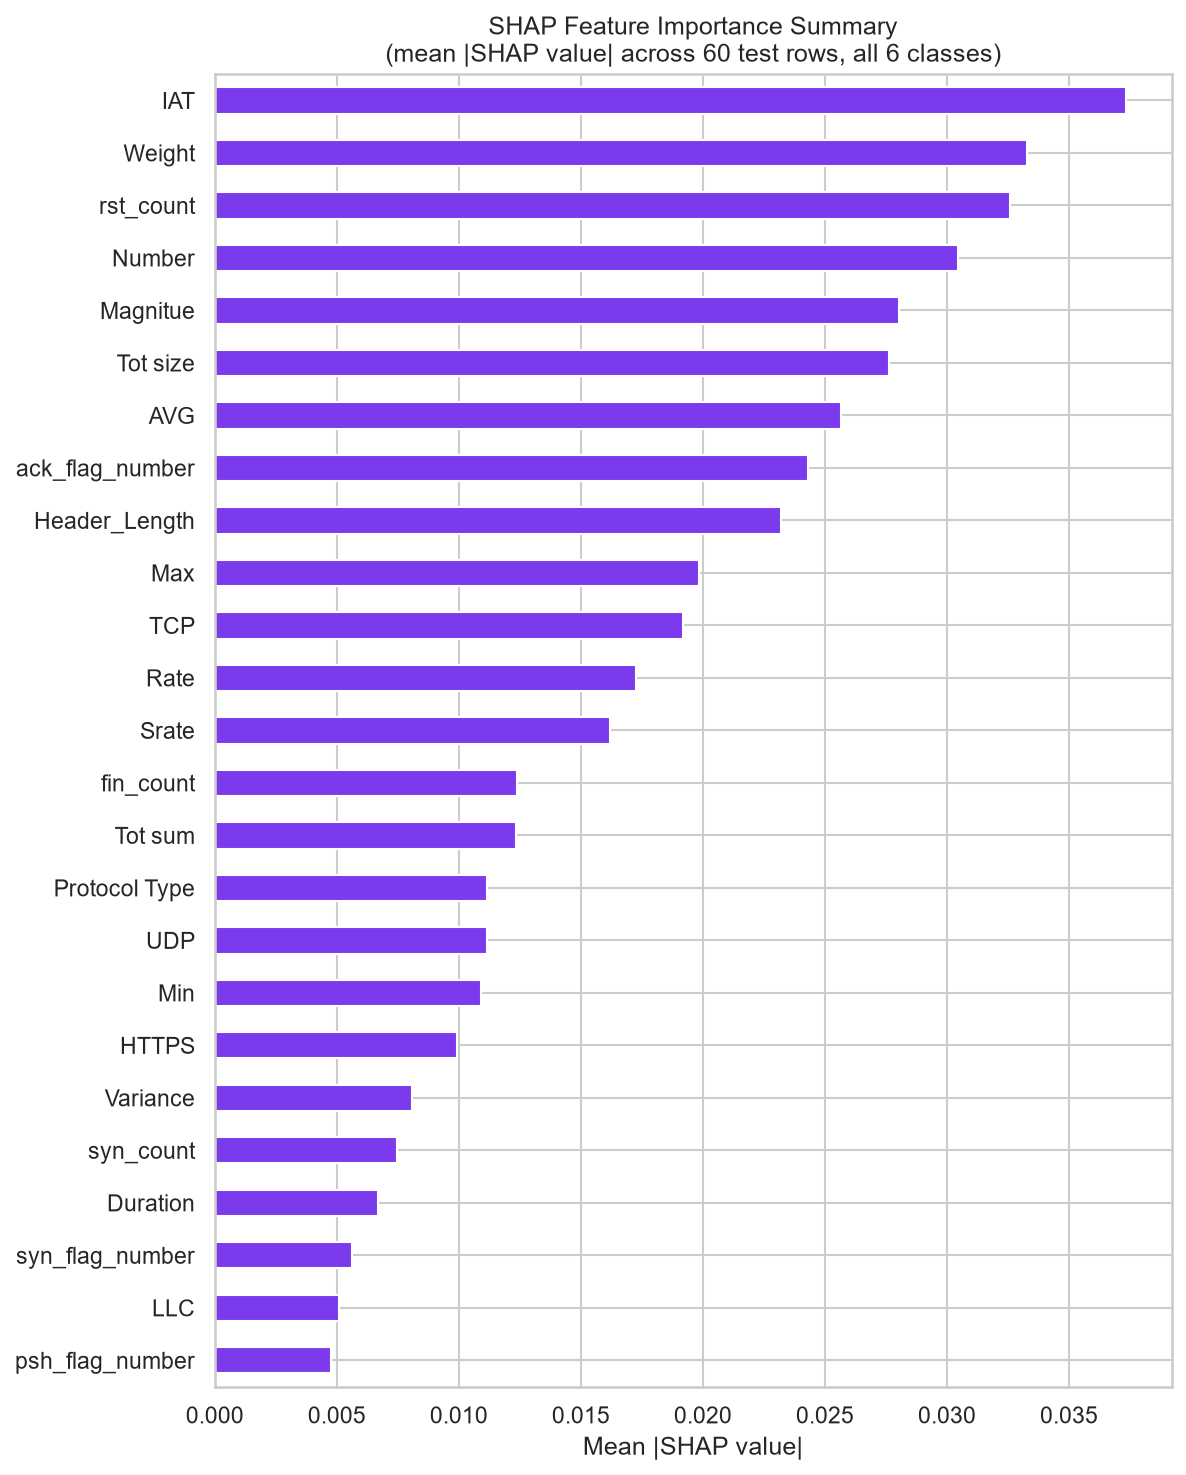 SHAP Feature Importance Summary
(mean |SHAP value| across 60 test rows, all 6 classes)
IAT
Weight
rst_count
Number
Magnitue
Tot size
AVG
ack_flag_number
Header_Length
Max
TCP
Rate
Srate
fin_count
Tot sum
Protocol Type
UDP
Min
HTTPS
Variance
syn_count
Duration
syn_flag_number
LLC
psh_flag_number
0.000 0.005 0.010 0.015 0.020 0.025 0.030 0.035
Mean |SHAP value|